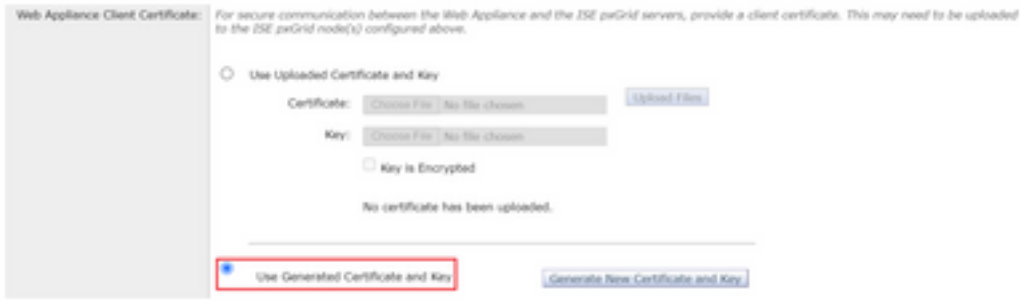 Web Appliance Client Certificate:
For secure communication between the Web Appliance and the ISE pxGrid servers, provide a client certificate. This may need to be uploaded
to the ISE pxGrid node(s) configured above.
Use Uploaded Certificate and Key
Certificate: Choose File No file chosen Upload Files
Key: Choose File No file chosen
Key is Encrypted
No certificate has been uploaded.
Use Generated Certificate and Key Generate New Certificate and Key